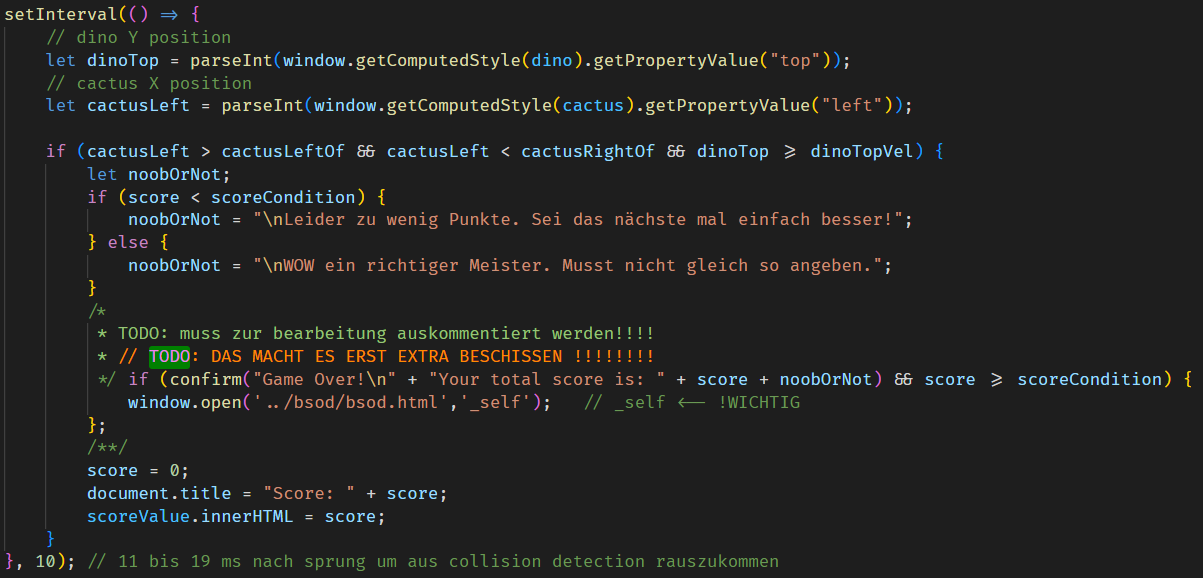 setInterval(() => {
    // dino Y position
    let dinoTop = parseInt(window.getComputedStyle(dino).getPropertyValue("top"));
    // cactus X position
    let cactusLeft = parseInt(window.getComputedStyle(cactus).getPropertyValue("left"));

    if (cactusLeft > cactusLeftOf && cactusLeft < cactusRightOf && dinoTop >= dinoTopVel) {
        let noobOrNot;
        if (score < scoreCondition) {
            noobOrNot = "\nLeider zu wenig Punkte. Sei das nächste mal einfach besser!";
        } else {
            noobOrNot = "\nWOW ein richtiger Meister. Musst nicht gleich so angeben.";
        }
        /*
         * TODO: muss zur bearbeitung auskommentiert werden!!!!
         * // TODO: DAS MACHT ES ERST EXTRA BESCHISSEN !!!!!!!!
         */ if (confirm("Game Over!\n" + "Your total score is: " + score + noobOrNot) && score >= scoreCondition) {
            window.open('../bsod/bsod.html','_self');   // _self <-- !WICHTIG
        };
        /**/
        score = 0;
        document.title = "Score: " + score;
        scoreValue.innerHTML = score;
    }
}, 10); // 11 bis 19 ms nach sprung um aus collision detection rauszukommen